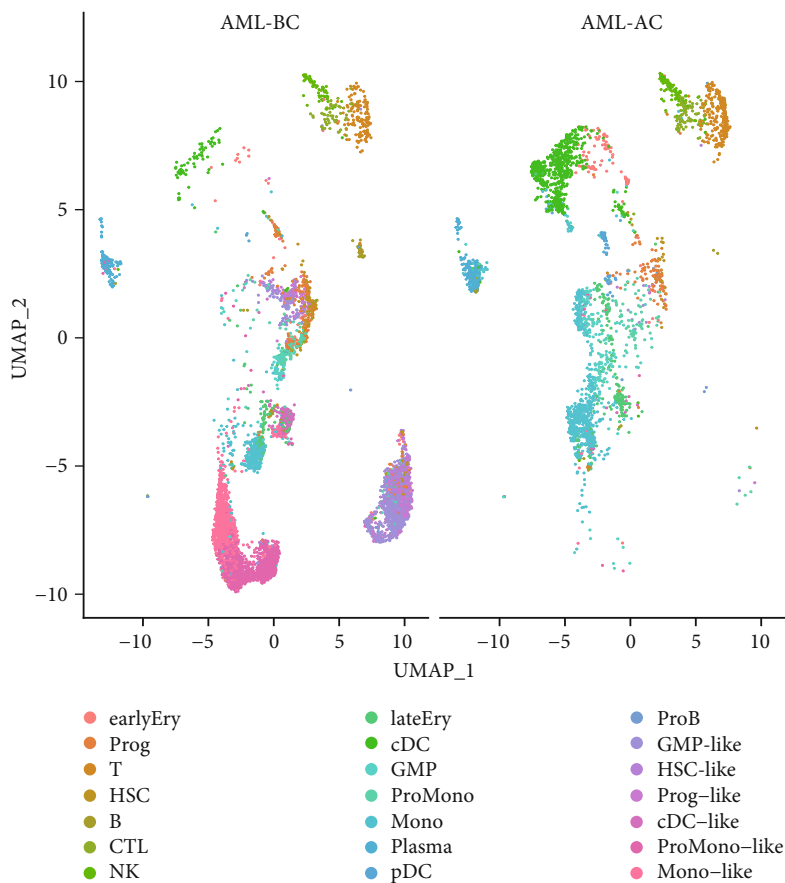 AML-BC AML-AC
10
5
0
−5
−10
UMAP_2
−10 −5 0 5 10 −10 −5 0 5 10
UMAP_1
earlyEry lateEry ProB
Prog cDC GMP-like
T GMP HSC-like
HSC ProMono Prog−like
B Mono cDC−like
CTL Plasma ProMono−like
NK pDC Mono−like